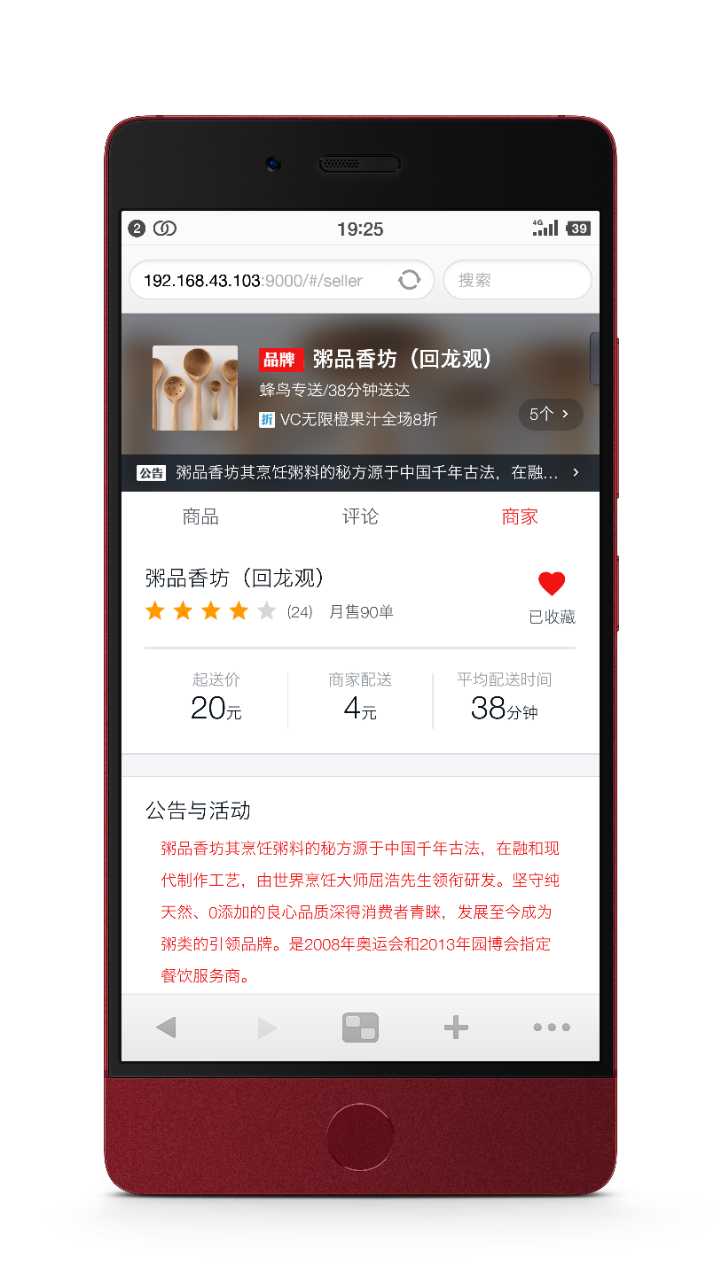 2
19:25
4G
39
192.168.43.103:9000/#/seller
搜索
品牌 粥品香坊（回龙观）
蜂鸟专送/38分钟送达
折 VC无限橙果汁全场8折
5个 >
公告 粥品香坊其烹饪粥料的秘方源于中国千年古法，在融... >
商品 评论 商家
粥品香坊（回龙观）
(24) 月售90单
已收藏
起送价 商家配送 平均配送时间
20元 4元 38分钟
公告与活动
粥品香坊其烹饪粥料的秘方源于中国千年古法，在融和现
代制作工艺，由世界烹饪大师屈浩先生领衔研发。坚守纯
天然、0添加的良心品质深得消费者青睐，发展至今成为
粥类的引领品牌。是2008年奥运会和2013年园博会指定
餐饮服务商。